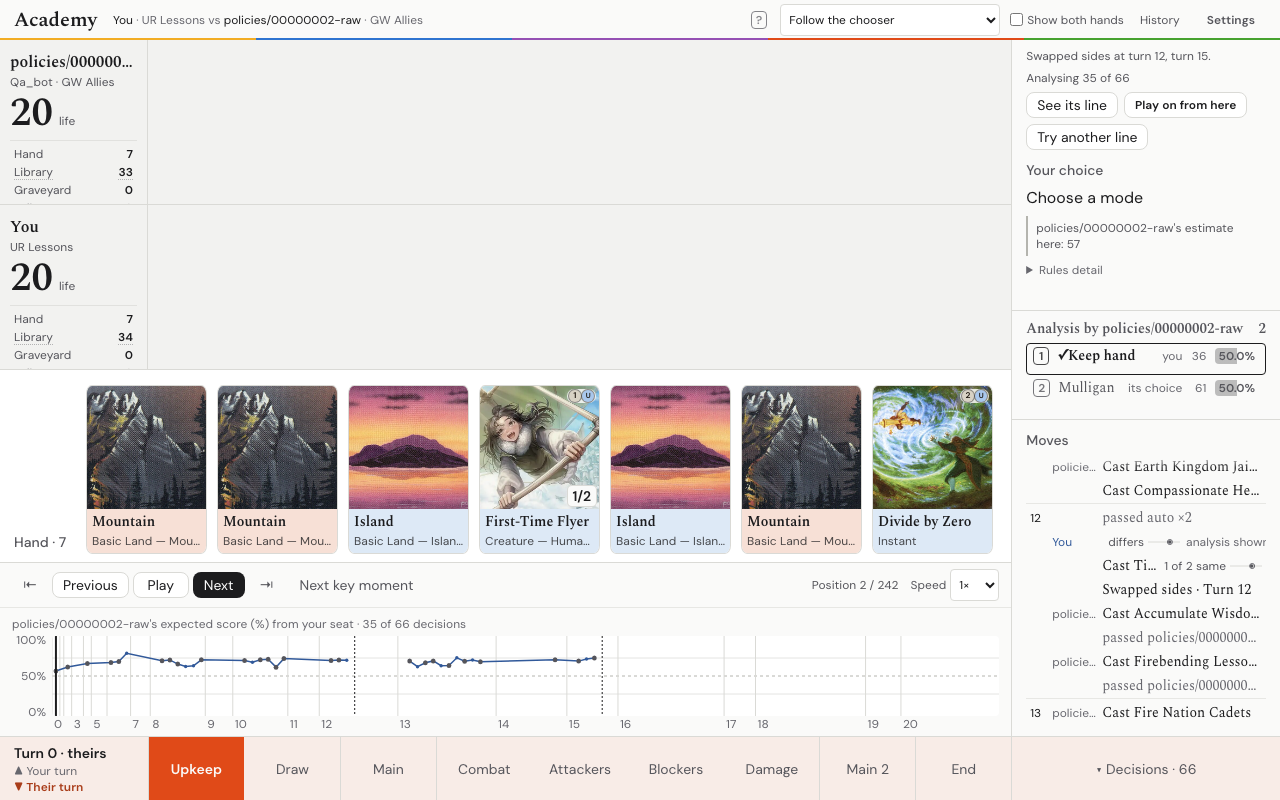 Academy You · UR Lessons vs policies/00000002-raw · GW Allies ? Follow the chooser Show both hands History Settings
policies/000000...
Qa_bot · GW Allies
20 life
Hand 7
Library 33
Graveyard 0
You
UR Lessons
20 life
Hand 7
Library 34
Graveyard 0
Swapped sides at turn 12, turn 15.
Analysing 35 of 66
See its line Play on from here
Try another line
Your choice
Choose a mode
policies/00000002-raw's estimate
here: 57
Rules detail
Analysis by policies/00000002-raw 2
1 ✓Keep hand you 36 50.0%
2 Mulligan its choice 61 50.0%
Moves
policie... Cast Earth Kingdom Jai...
Cast Compassionate He...
12 passed auto ×2
You differs analysis shown
Cast Ti... 1 of 2 same
Swapped sides · Turn 12
policie... Cast Accumulate Wisdo...
passed policies/0000000...
policie... Cast Firebending Lesso...
passed policies/0000000...
13 policie... Cast Fire Nation Cadets
Hand · 7
Mountain
Basic Land — Mou...
Mountain
Basic Land — Mou...
Island
Basic Land — Islan...
1 U
1/2
First-Time Flyer
Creature — Huma...
Island
Basic Land — Islan...
Mountain
Basic Land — Mou...
2 U
Divide by Zero
Instant
Previous Play Next Next key moment Position 2 / 242 Speed 1×
policies/00000002-raw's expected score (%) from your seat · 35 of 66 decisions
100%
50%
0%
0 3 5 7 8 9 10 11 12 13 14 15 16 17 18 19 20
Turn 0 · theirs
▲ Your turn
▼ Their turn
Upkeep Draw Main Combat Attackers Blockers Damage Main 2 End
▾ Decisions · 66